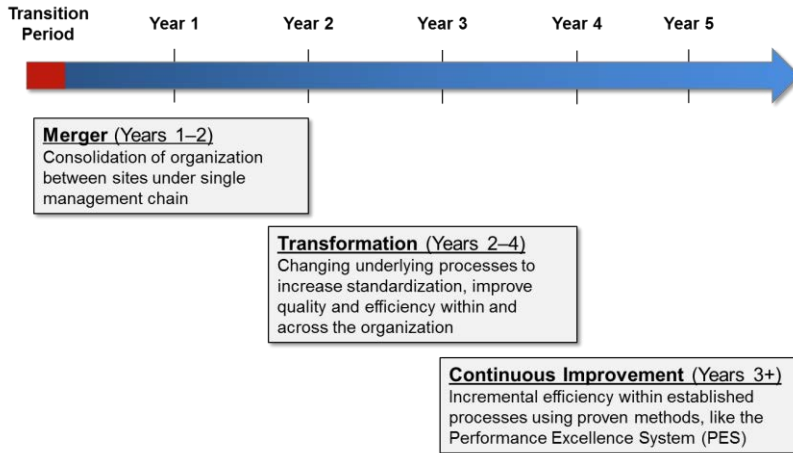 Transition
Period
Year 1
Year 2
Year 3
Year 4
Year 5
Merger (Years 1–2)
Consolidation of organization
between sites under single
management chain
Transformation (Years 2–4)
Changing underlying processes to
increase standardization, improve
quality and efficiency within and
across the organization
Continuous Improvement (Years 3+)
Incremental efficiency within established
processes using proven methods, like the
Performance Excellence System (PES)